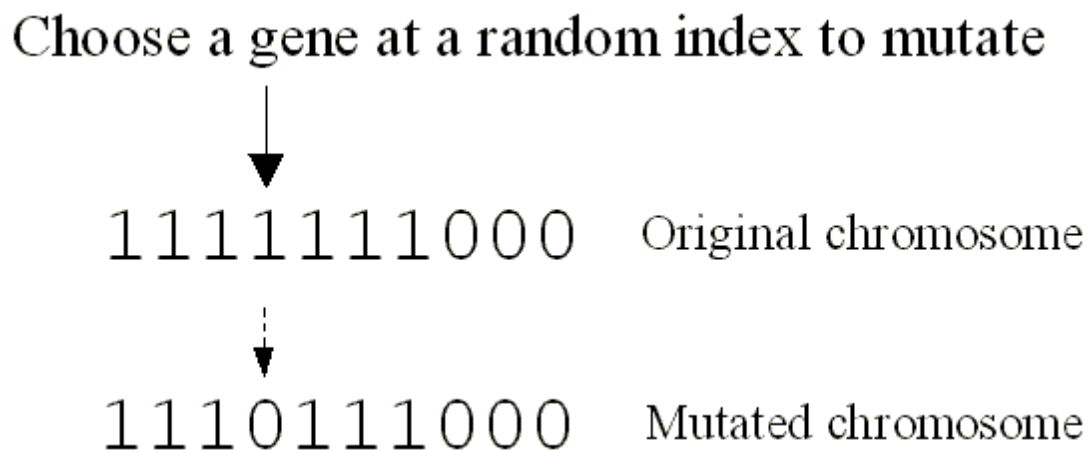 Choose a gene at a random index to mutate
1111111000 Original chromosome
1110111000 Mutated chromosome